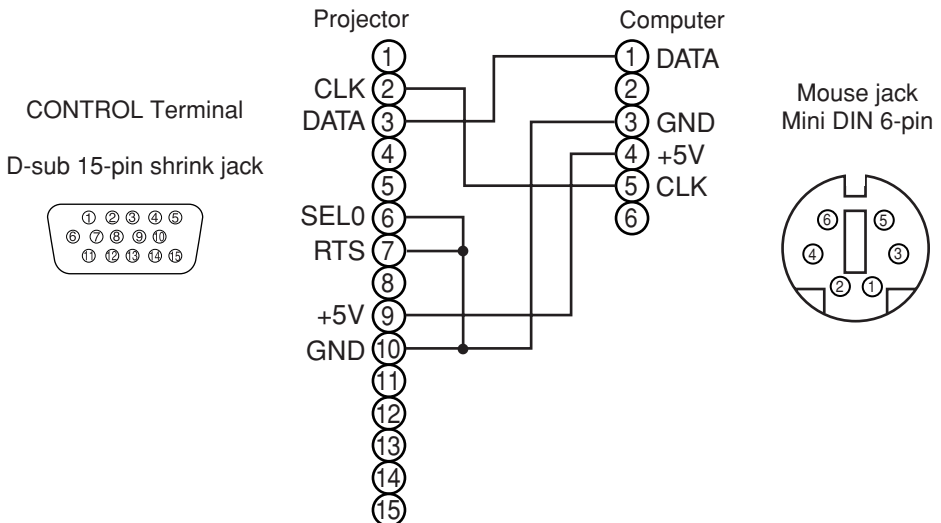 Projector
Computer
1
CLK 2
DATA 3
4
5
SEL0 6
RTS 7
8
+5V 9
GND 10
11
12
13
14
15
1 DATA
2
3 GND
4 +5V
5 CLK
6
CONTROL Terminal
D-sub 15-pin shrink jack
1 2 3 4 5
6 7 8 9 10
11 12 13 14 15
Mouse jack
Mini DIN 6-pin
6 5
4 3
2 1